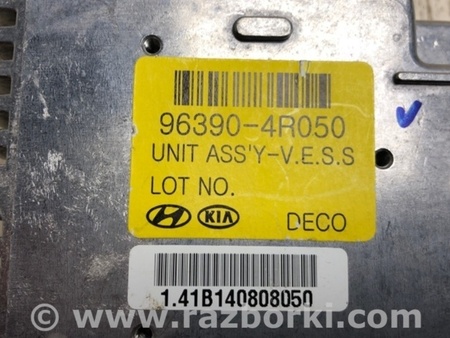 96390-4R050
UNIT ASS'Y-V.E.S.S
LOT NO.
KIA DECO
1.41B140808050
© www.razborki.com